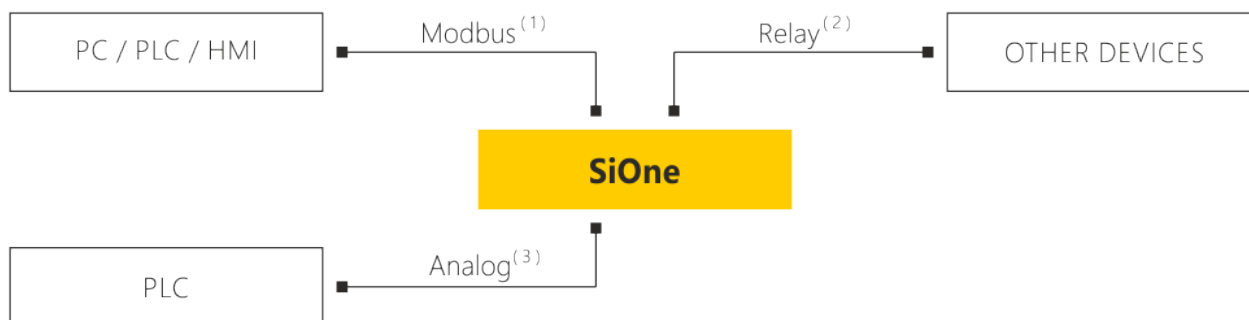 PC / PLC / HMI
Modbus(1)
Relay(2)
OTHER DEVICES
SiOne
Analog(3)
PLC